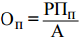 Оп = РПп / А